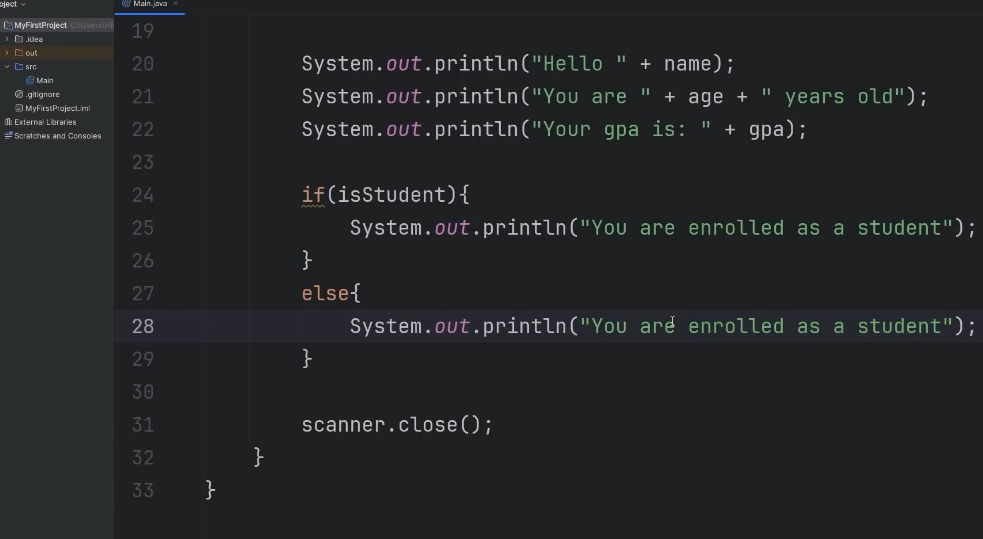 oject
Main.java
MyFirstProject
.idea
out
src
Main
.gitignore
MyFirstProject.iml
External Libraries
Scratches and Consoles
19
20 System.out.println("Hello " + name);
21 System.out.println("You are " + age + " years old");
22 System.out.println("Your gpa is: " + gpa);
23
24 if(isStudent){
25 System.out.println("You are enrolled as a student");
26 }
27 else{
28 System.out.println("You are enrolled as a student");
29 }
30
31 scanner.close();
32 }
33 }